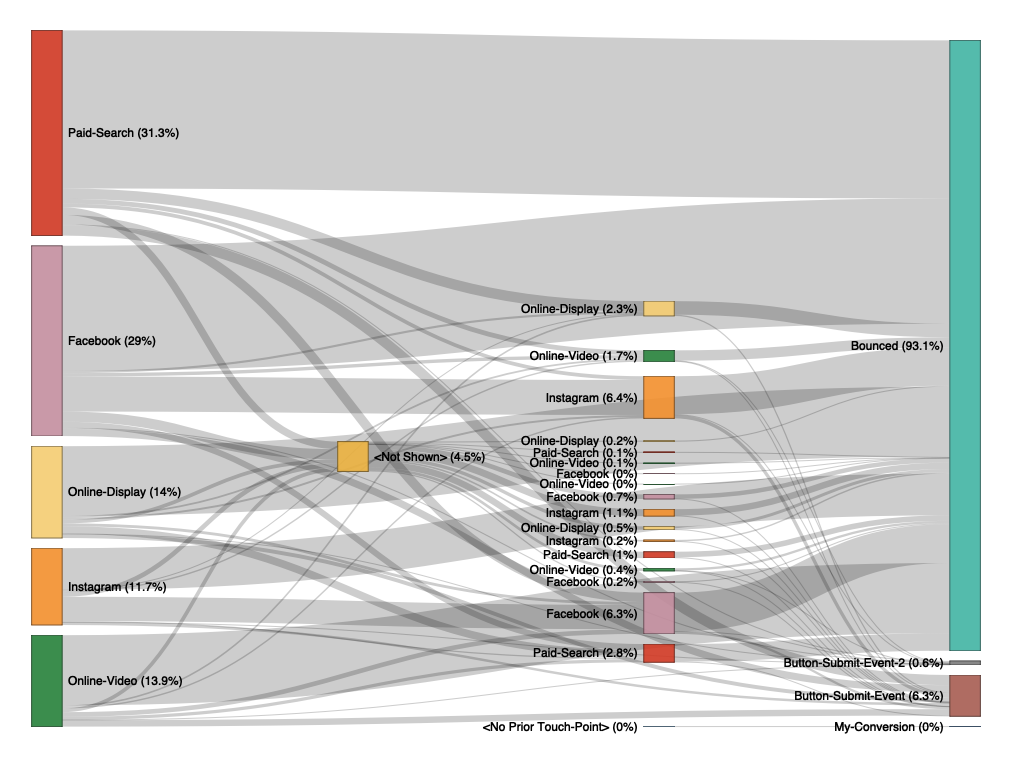 Paid-Search (31.3%)
Facebook (29%)
Online-Display (14%)
Instagram (11.7%)
Online-Video (13.9%)
<Not Shown> (4.5%)
Online-Display (2.3%)
Online-Video (1.7%)
Instagram (6.4%)
Online-Display (0.2%)
Paid-Search (0.1%)
Online-Video (0.1%)
Facebook (0%)
Online-Video (0%)
Facebook (0.7%)
Instagram (1.1%)
Online-Display (0.5%)
Instagram (0.2%)
Paid-Search (1%)
Online-Video (0.4%)
Facebook (0.2%)
Facebook (6.3%)
Paid-Search (2.8%)
<No Prior Touch-Point> (0%)
Bounced (93.1%)
Button-Submit-Event-2 (0.6%)
Button-Submit-Event (6.3%)
My-Conversion (0%)